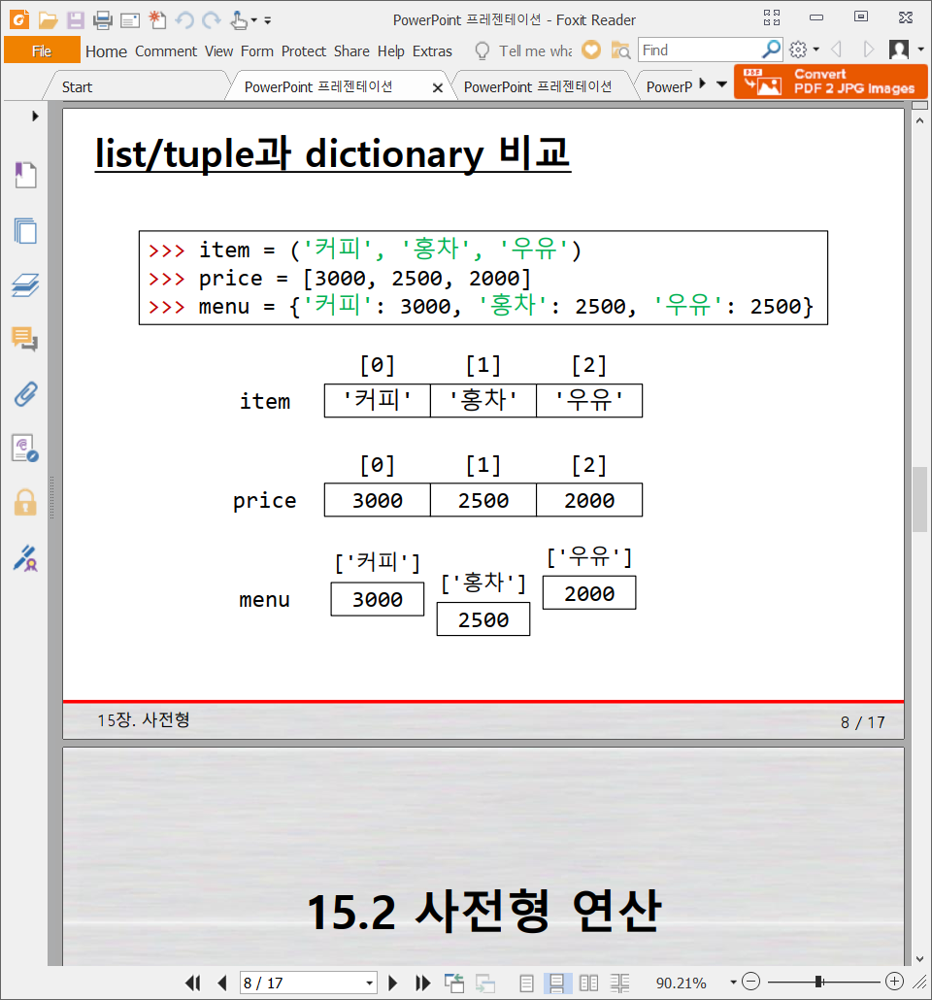 PowerPoint 프레젠테이션 - Foxit Reader
File Home Comment View Form Protect Share Help Extras Tell me wha Find
Start PowerPoint 프레젠테이션 PowerPoint 프레젠테이션 PowerP
PDF Convert
PDF 2 JPG Images
list/tuple과 dictionary 비교
>>> item = ('커피', '홍차', '우유')
>>> price = [3000, 2500, 2000]
>>> menu = {'커피': 3000, '홍차': 2500, '우유': 2500}
[0] [1] [2]
item '커피' '홍차' '우유'
[0] [1] [2]
price 3000 2500 2000
['커피'] ['홍차'] ['우유']
menu 3000 2500 2000
15장. 사전형
8 / 17
15.2 사전형 연산
8 / 17 90.21%